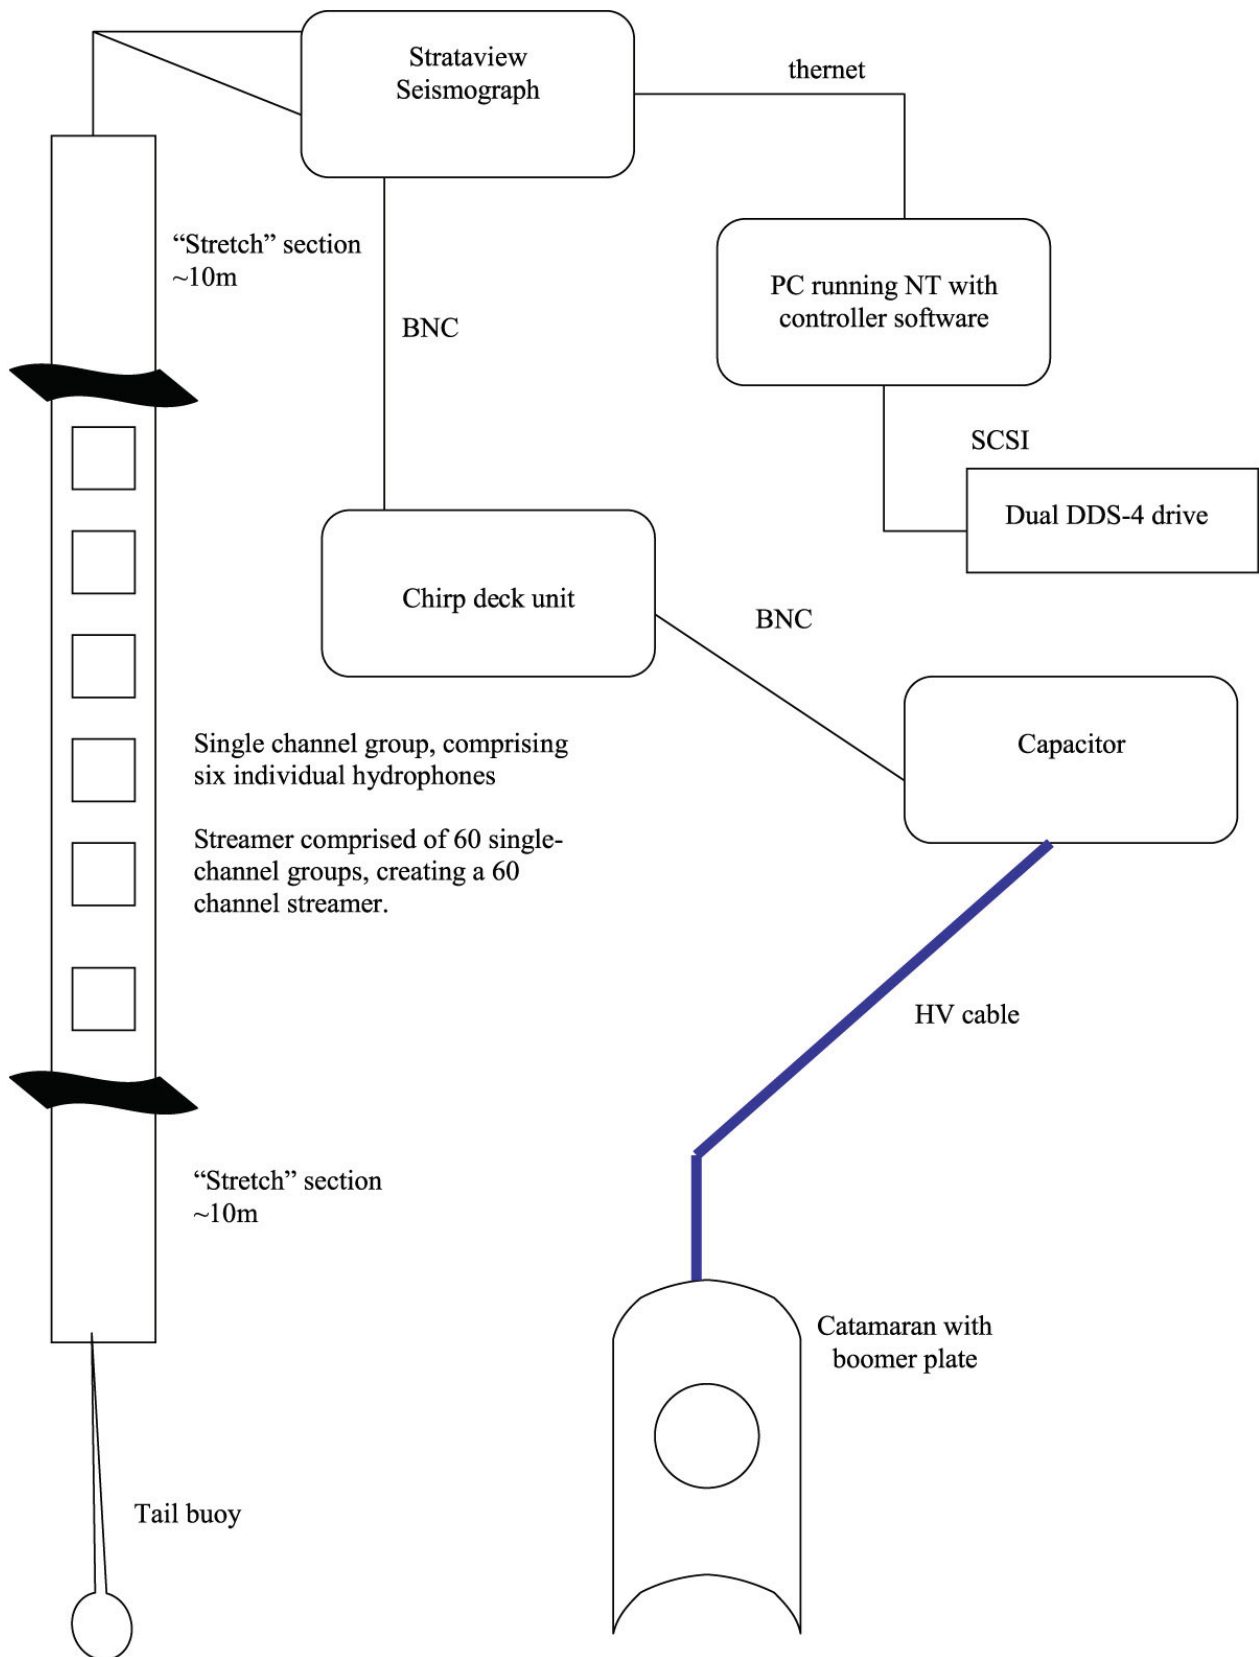 Strataview
Seismograph
thernet
“Stretch” section
~10m
PC running NT with
controller software
BNC
SCSI
Dual DDS-4 drive
Chirp deck unit
BNC
Capacitor
Single channel group, comprising
six individual hydrophones
Streamer comprised of 60 single-
channel groups, creating a 60
channel streamer.
HV cable
“Stretch” section
~10m
Catamaran with
boomer plate
Tail buoy